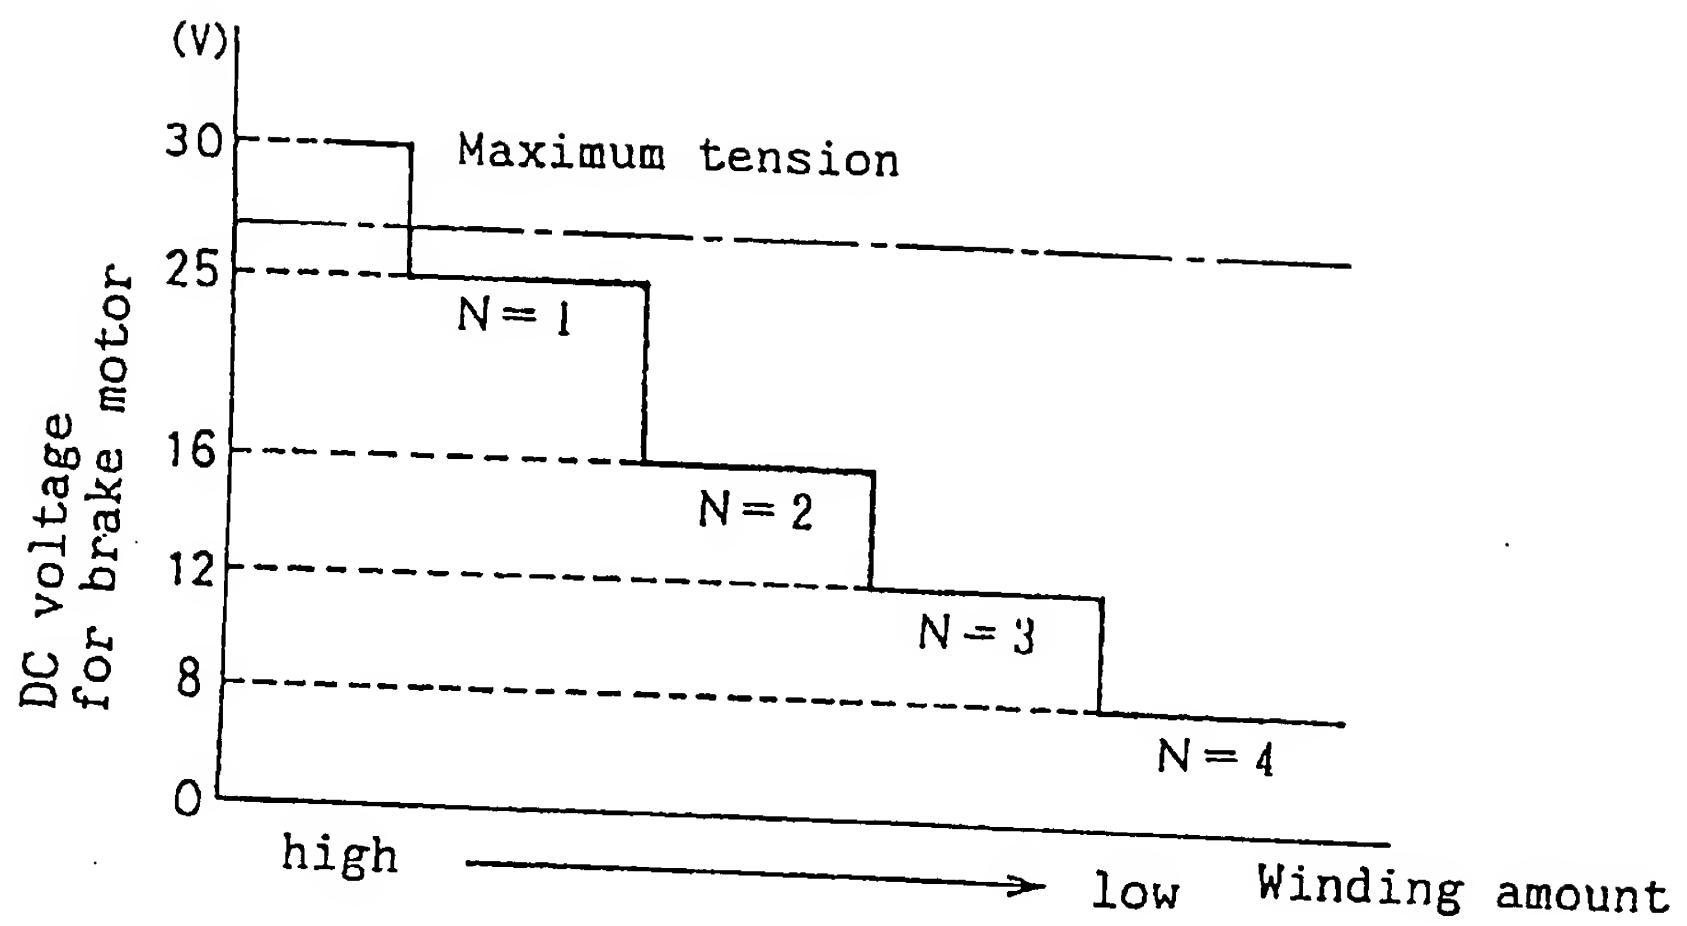 (V)
30
Maximum tension
25
N = 1
16
N = 2
12
N = 3
8
N = 4
0
DC voltage
for brake motor
high
low
Winding amount